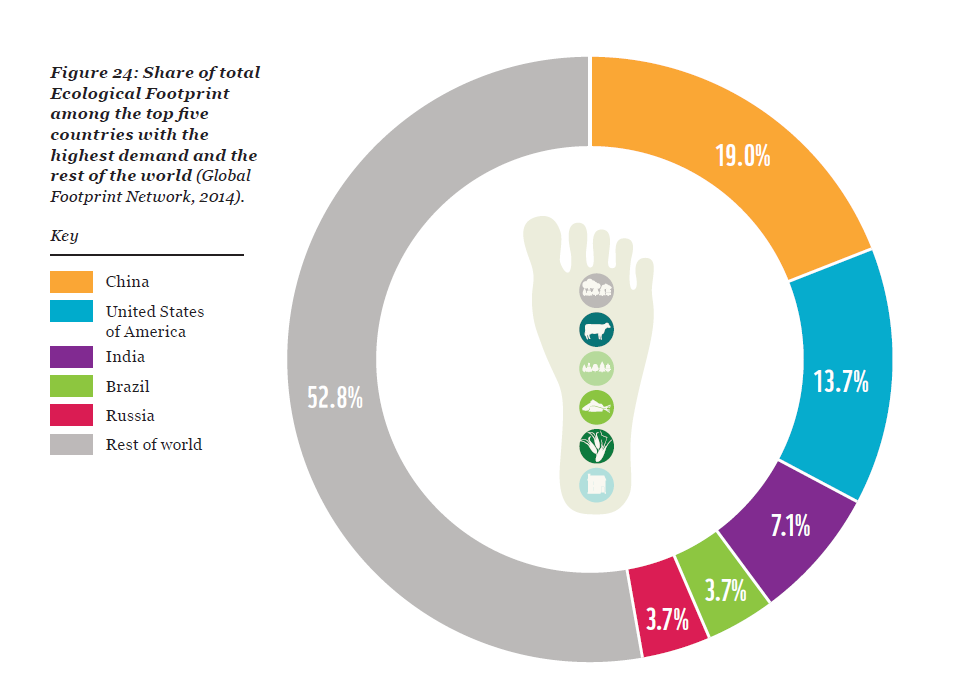 Figure 24: Share of total
Ecological Footprint
among the top five
countries with the
highest demand and the
rest of the world (Global
Footprint Network, 2014).
Key
China
United States
of America
India
Brazil
Russia
Rest of world
19.0%
13.7%
7.1%
3.7%
3.7%
52.8%